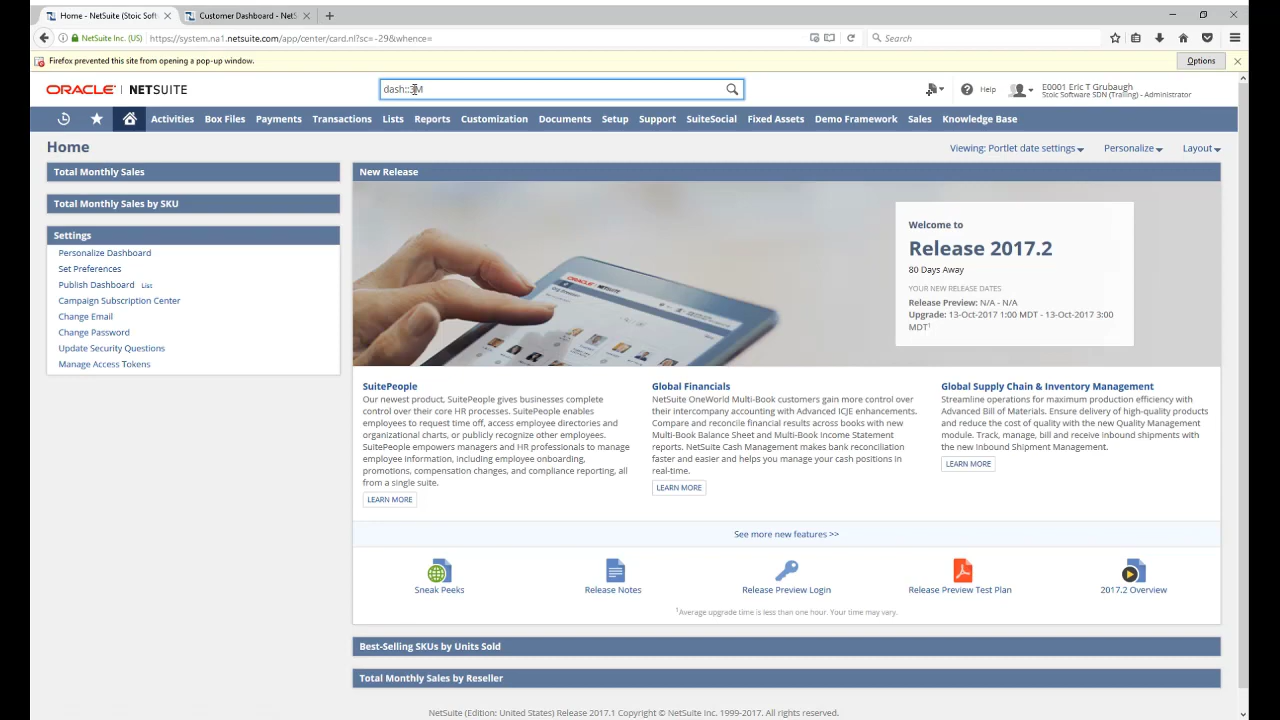 Home - NetSuite (Stoic Soft
Customer Dashboard - NetS
NetSuite Inc. (US)
https://system.na1.netsuite.com/app/center/card.nl?sc=-29&whence=
Search
Firefox prevented this site from opening a pop-up window.
Options
ORACLE NETSUITE
dash::3M
Help
E0001 Eric T Grubaugh
Stoic Software SDN (Trailing) - Administrator
Activities
Box Files
Payments
Transactions
Lists
Reports
Customization
Documents
Setup
Support
SuiteSocial
Fixed Assets
Demo Framework
Sales
Knowledge Base
Home
Viewing: Portlet date settings
Personalize
Layout
Total Monthly Sales
Total Monthly Sales by SKU
Settings
Personalize Dashboard
Set Preferences
Publish Dashboard List
Campaign Subscription Center
Change Email
Change Password
Update Security Questions
Manage Access Tokens
New Release
Welcome to
Release 2017.2
80 Days Away
YOUR NEW RELEASE DATES
Release Preview: N/A - N/A
Upgrade: 13-Oct-2017 1:00 MDT - 13-Oct-2017 3:00
MDT1
SuitePeople
Our newest product, SuitePeople gives businesses complete
control over their core HR processes. SuitePeople enables
employees to request time off, access employee directories and
organizational charts, or publicly recognize other employees.
SuitePeople empowers managers and HR professionals to manage
employee information, including employee onboarding,
promotions, compensation changes, and compliance reporting, all
from a single suite.
LEARN MORE
Global Financials
NetSuite OneWorld Multi-Book customers gain more control over
their intercompany accounting with Advanced ICJE enhancements.
Compare and reconcile financial results across books with new
Multi-Book Balance Sheet and Multi-Book Income Statement
reports. NetSuite Cash Management makes bank reconciliation
faster and easier and helps you manage your cash positions in
real-time.
LEARN MORE
Global Supply Chain & Inventory Management
Streamline operations for maximum production efficiency with
Advanced Bill of Materials. Ensure delivery of high-quality products
and reduce the cost of quality with the new Quality Management
module. Track, manage, bill and receive inbound shipments with
the new Inbound Shipment Management.
LEARN MORE
See more new features >>
Sneak Peeks
Release Notes
Release Preview Login
Release Preview Test Plan
2017.2 Overview
1Average upgrade time is less than one hour. Your time may vary.
Best-Selling SKUs by Units Sold
Total Monthly Sales by Reseller
NetSuite (Edition: United States) Release 2017.1 Copyright © NetSuite Inc. 1999-2017. All rights reserved.